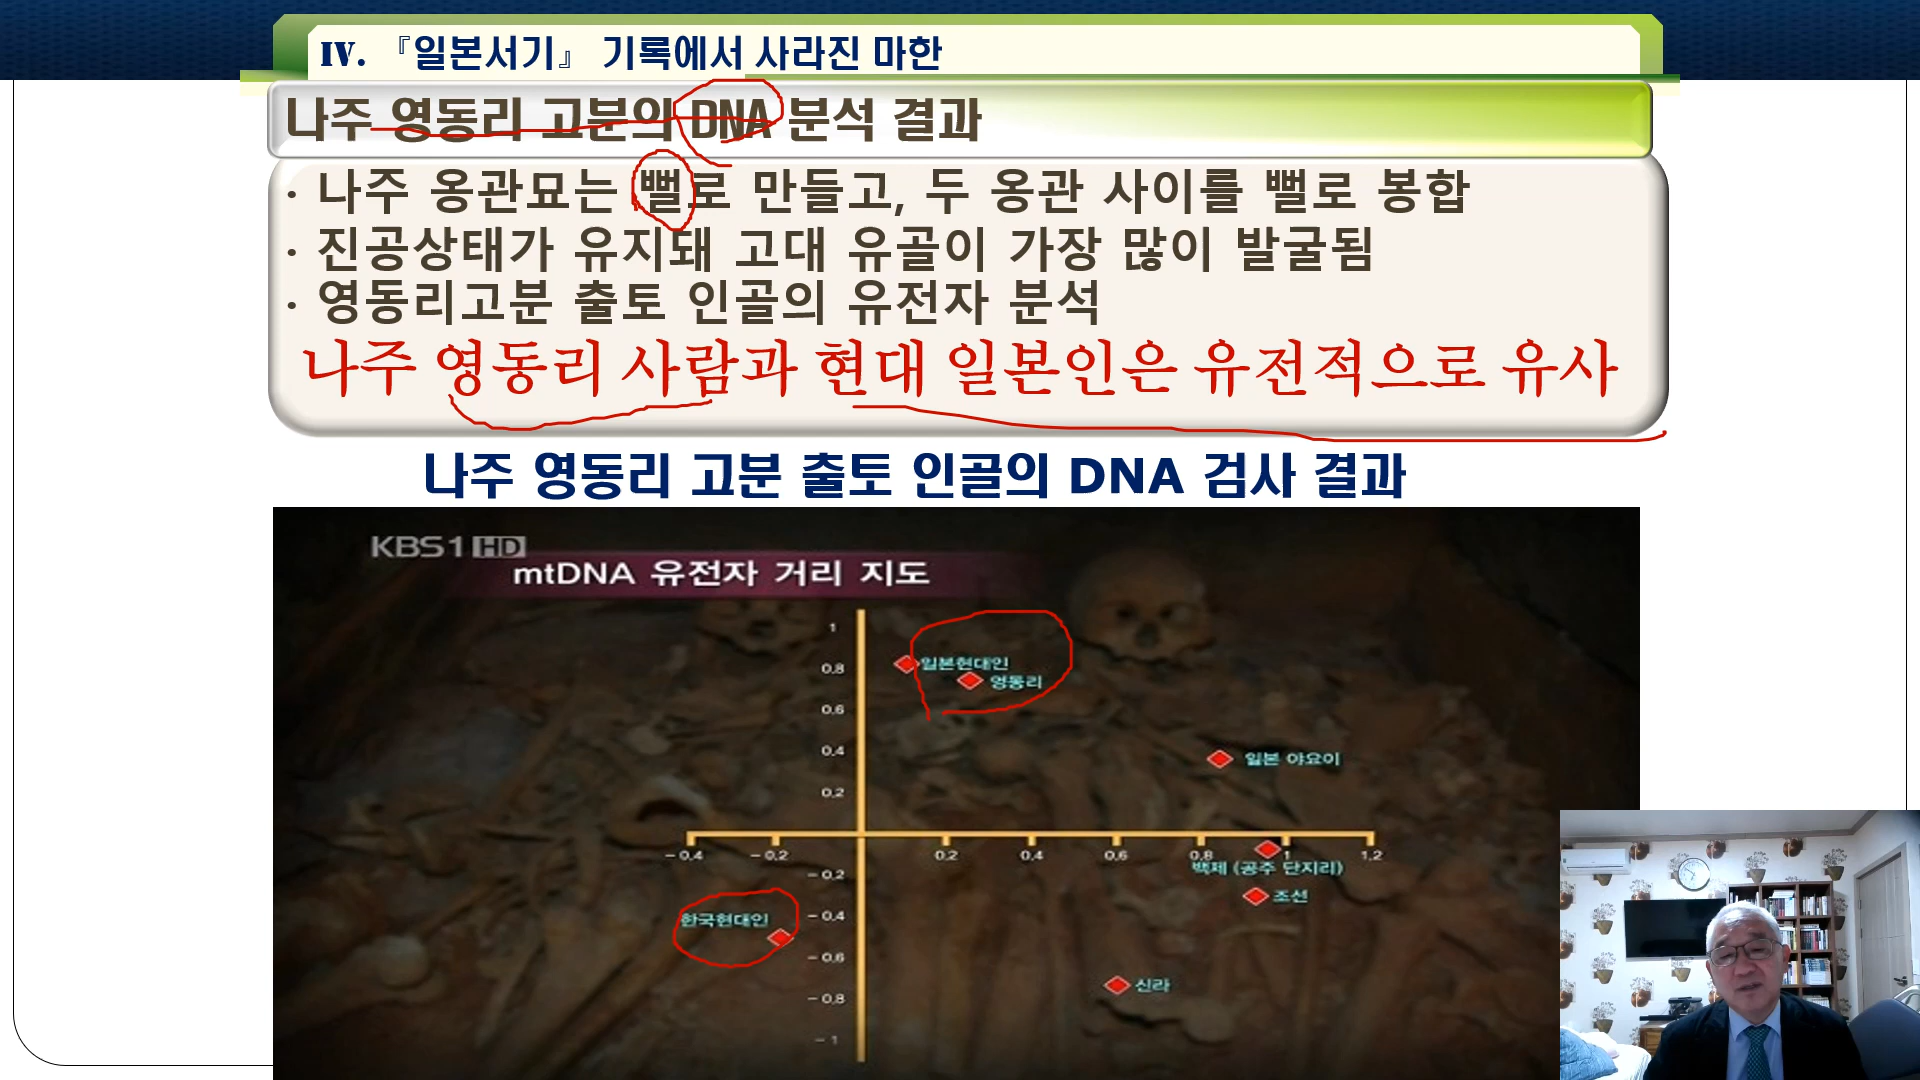 IV. 『일본서기』 기록에서 사라진 마한
나주 영동리 고분의 DNA 분석 결과
· 나주 옹관묘는 뻘로 만들고, 두 옹관 사이를 뻘로 봉합
· 진공상태가 유지돼 고대 유골이 가장 많이 발굴됨
· 영동리고분 출토 인골의 유전자 분석
나주 영동리 사람과 현대 일본인은 유전적으로 유사
나주 영동리 고분 출토 인골의 DNA 검사 결과
KBS1 HD
mtDNA 유전자 거리 지도
1
0.8
일본현대인
영동리
0.6
0.4
일본 야요이
0.2
-0.4 -0.2 0.2 0.4 0.6 0.8 1 1.2
백제 (공주 단지리)
-0.2
조선
-0.4
한국현대인
-0.6
신라
-0.8
-1